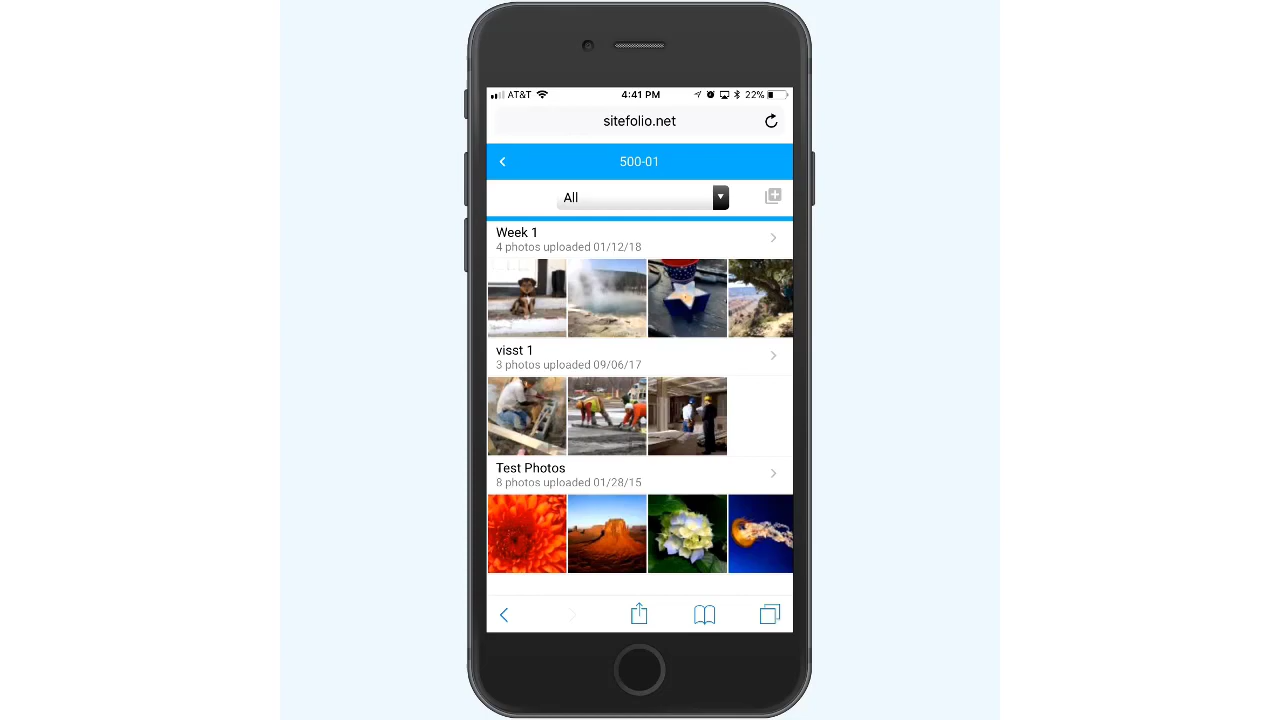 AT&T 4:41 PM 22%
sitefolio.net
500-01
All
Week 1
4 photos uploaded 01/12/18
visst 1
3 photos uploaded 09/06/17
Test Photos
8 photos uploaded 01/28/15